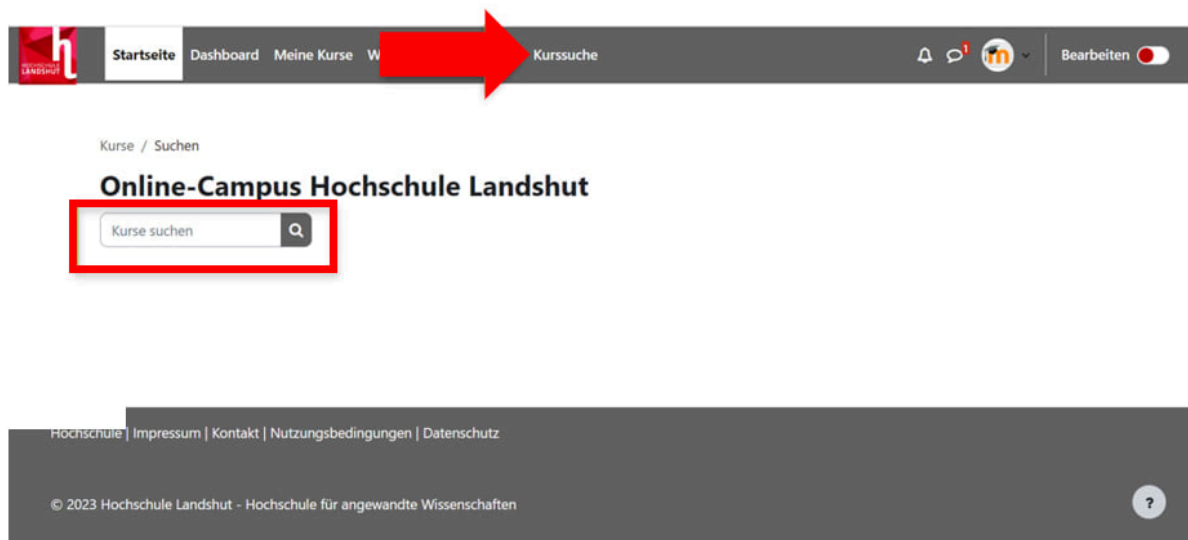 HOCHSCHULE
LANDSHUT
Startseite Dashboard Meine Kurse Kurssuche Bearbeiten
Kurse / Suchen
Online-Campus Hochschule Landshut
Kurse suchen
Hochschule | Impressum | Kontakt | Nutzungsbedingungen | Datenschutz
© 2023 Hochschule Landshut - Hochschule für angewandte Wissenschaften
?